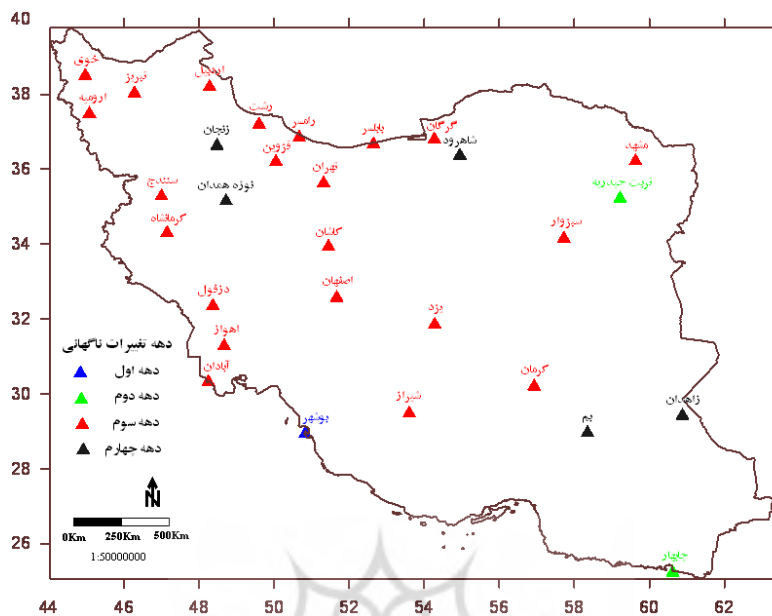 40
38
36
34
32
30
28
26
44 46 48 50 52 54 56 58 60 62
خوی
تبریز
اردبیل
ارومیه
رشت
رامسر
بابلسر
گرگان
شاهرود
مشهد
زنجان
قزوین
تهران
تربت حیدریه
سنندج
نوژه همدان
کرمانشاه
سبزوار
کاشان
اصفهان
دزفول
یزد
اهواز
آبادان
کرمان
شیراز
زاهدان
بم
بوشهر
چابهار
دهه تغییرات ناگهانی
دهه اول
دهه دوم
دهه سوم
دهه چهارم
N
0Km 250Km 500Km
1:50000000